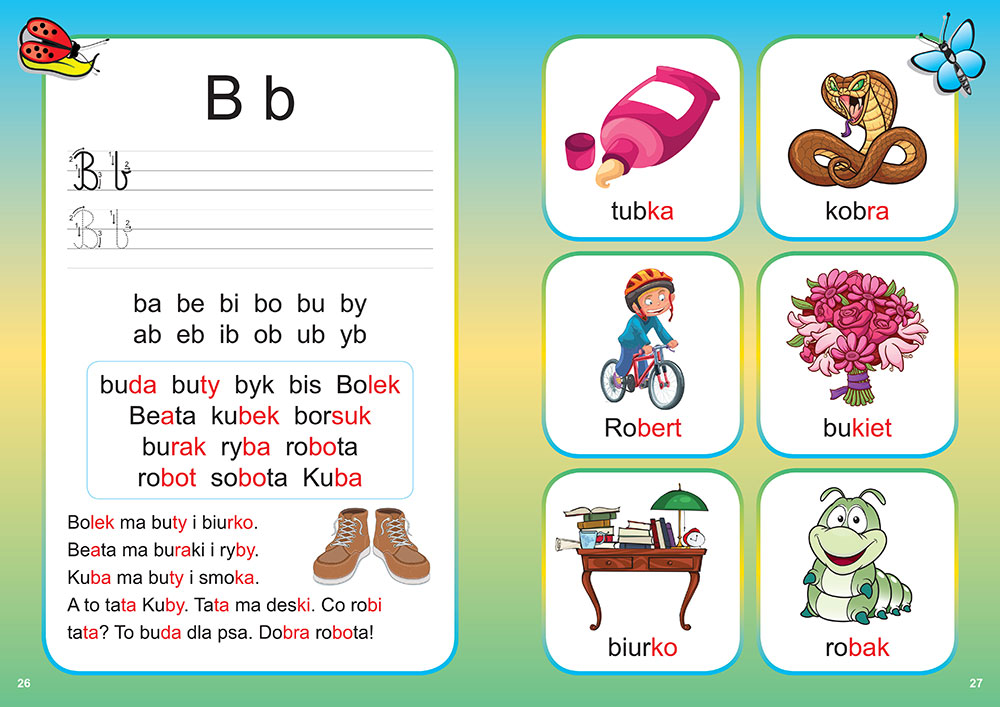 B b
B b
B b
ba be bi bo bu by
ab eb ib ob ub yb
buda buty byk bis Bolek
Beata kubek borsuk
burak ryba robota
robot sobota Kuba
Bolek ma buty i biurko.
Beata ma buraki i ryby.
Kuba ma buty i smoka.
A to tata Kuby. Tata ma deski. Co robi
tata? To buda dla psa. Dobra robota!
26
tubka
kobra
Robert
bukiet
biurko
robak
27